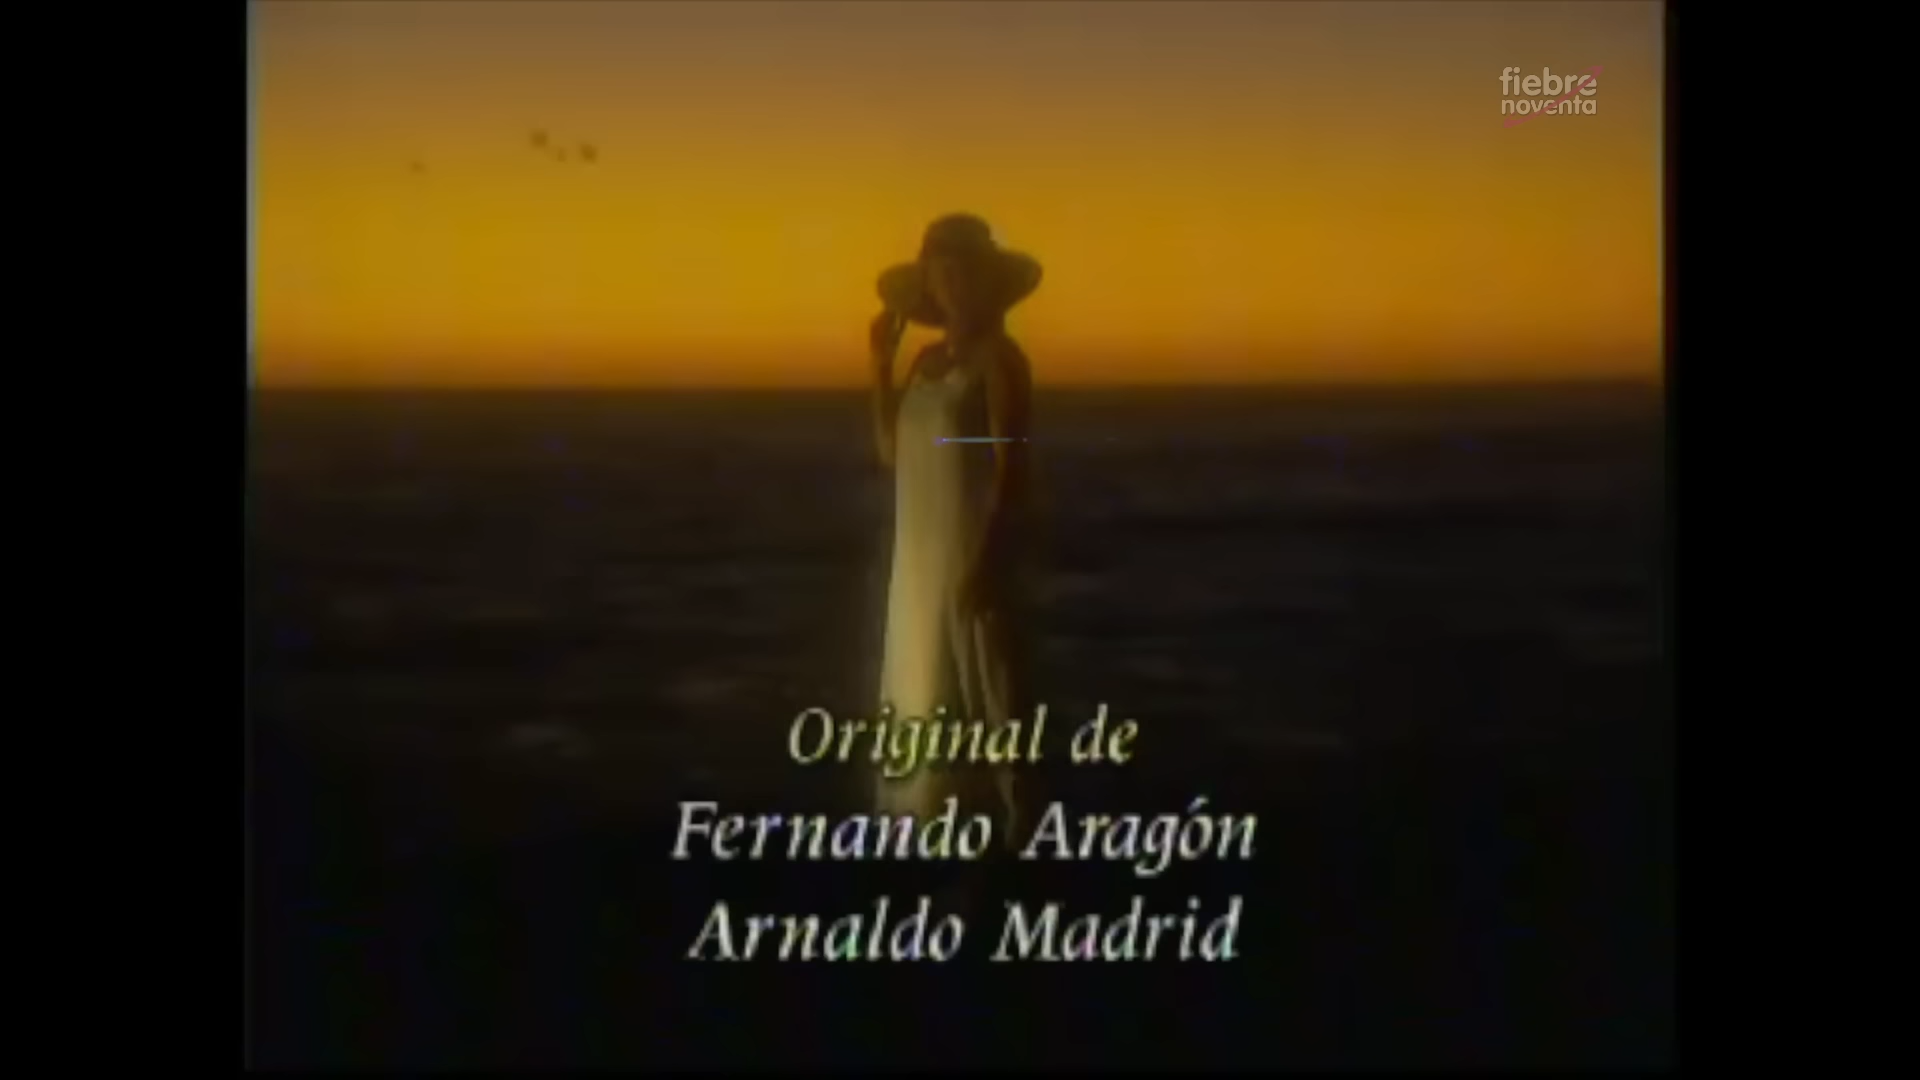 fiebre
noventa
Original de
Fernando Aragón
Arnaldo Madrid